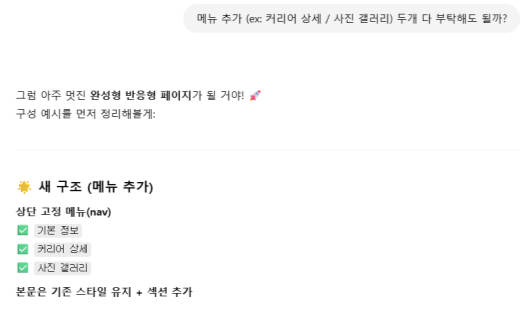 메뉴 추가 (ex: 커리어 상세 / 사진 갤러리) 두개 다 부탁해도 될까?
그럼 아주 멋진 완성형 반응형 페이지가 될 거야! 🚀
구성 예시를 먼저 정리해볼게:
🌟 새 구조 (메뉴 추가)
상단 고정 메뉴(nav)
✅ 기본 정보
✅ 커리어 상세
✅ 사진 갤러리
본문은 기존 스타일 유지 + 섹션 추가